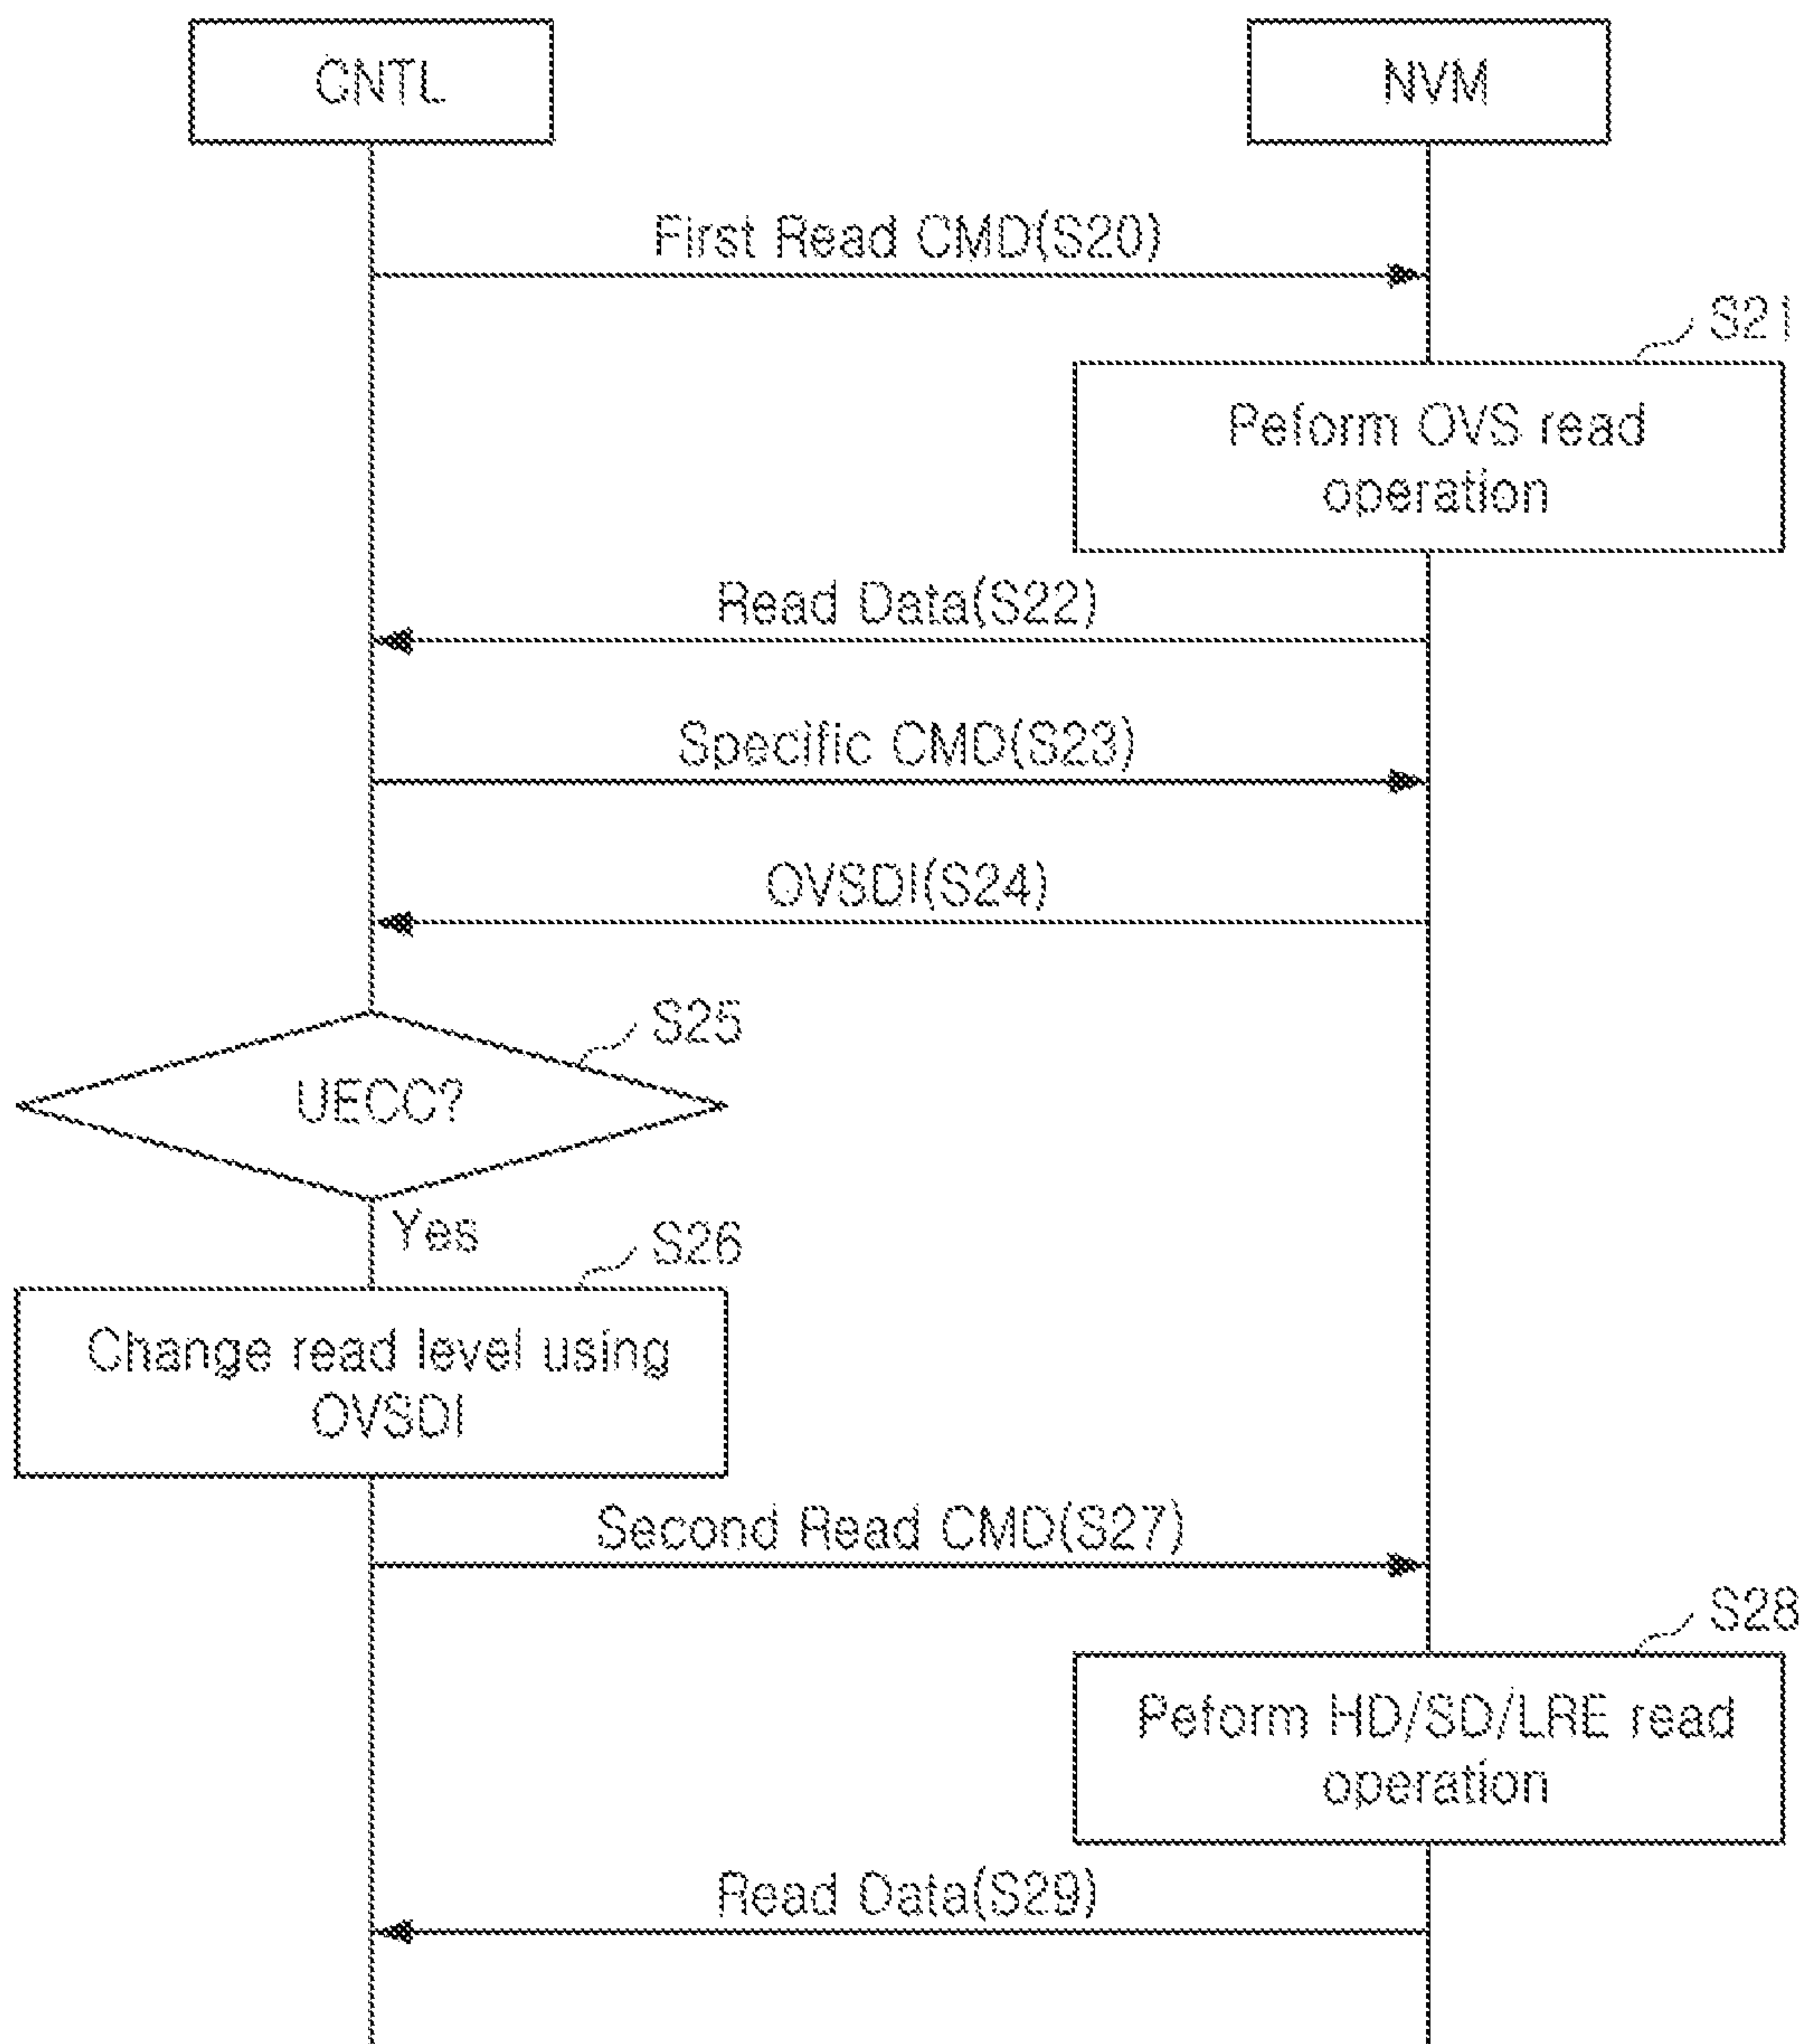 CNTL
NVM
First Read CMD(S20)
S21
Peform OVS read
operation
Read Data(S22)
Specific CMD(S23)
OVSDI(S24)
S25
UECC?
Yes
S26
Change read level using
OVSDI
Second Read CMD(S27)
S28
Peform HD/SD/LRE read
operation
Read Data(S29)